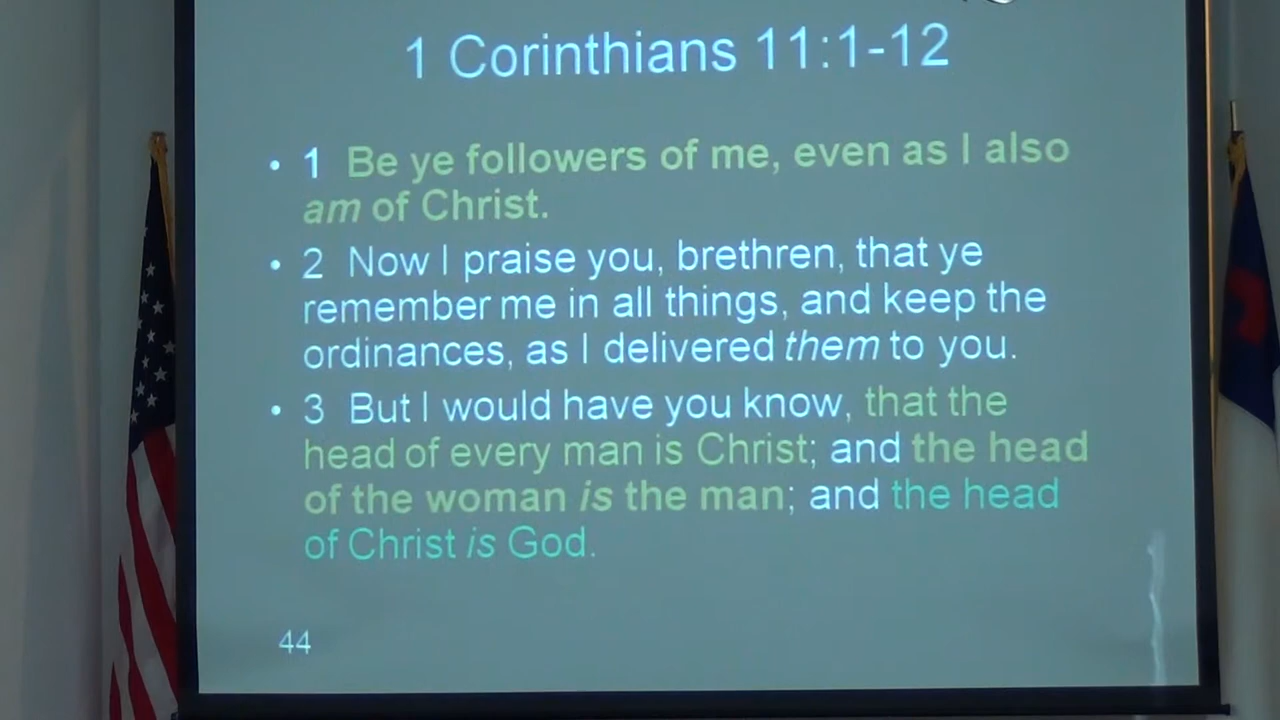 1 Corinthians 11:1-12
• 1 Be ye followers of me, even as I also
am of Christ.
• 2 Now I praise you, brethren, that ye
remember me in all things, and keep the
ordinances, as I delivered them to you.
• 3 But I would have you know, that the
head of every man is Christ; and the head
of the woman is the man; and the head
of Christ is God.
44